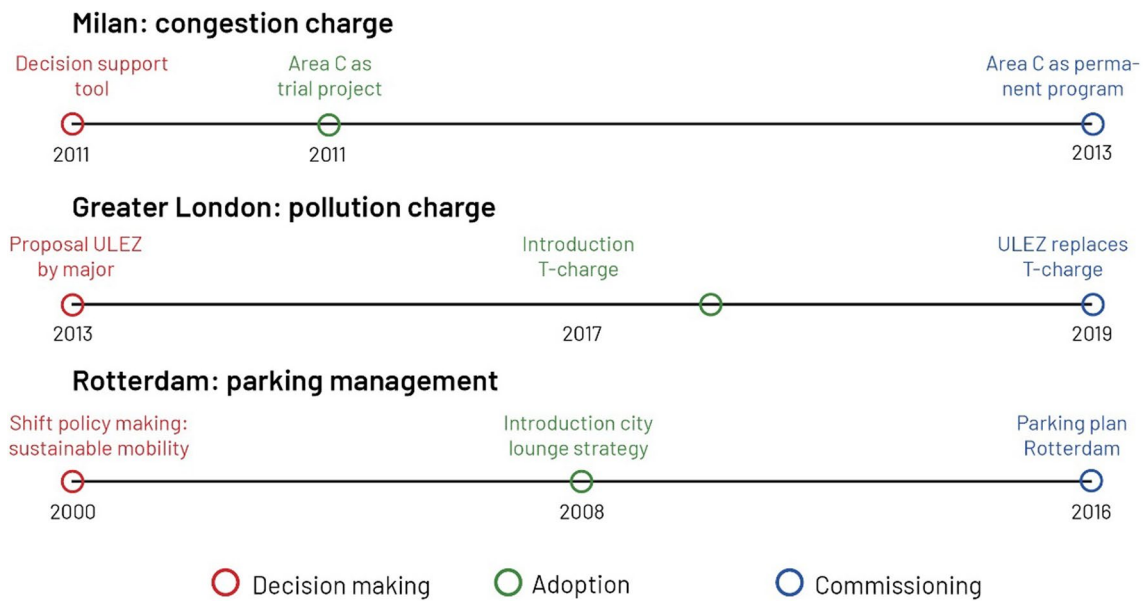 Milan: congestion charge
Decision support
tool
Area C as
trial project
Area C as perma-
nent program
2011
2011
2013
Greater London: pollution charge
Proposal ULEZ
by major
Introduction
T-charge
ULEZ replaces
T-charge
2013
2017
2019
Rotterdam: parking management
Shift policy making:
sustainable mobility
Introduction city
lounge strategy
Parking plan
Rotterdam
2000
2008
2016
Decision making
Adoption
Commissioning